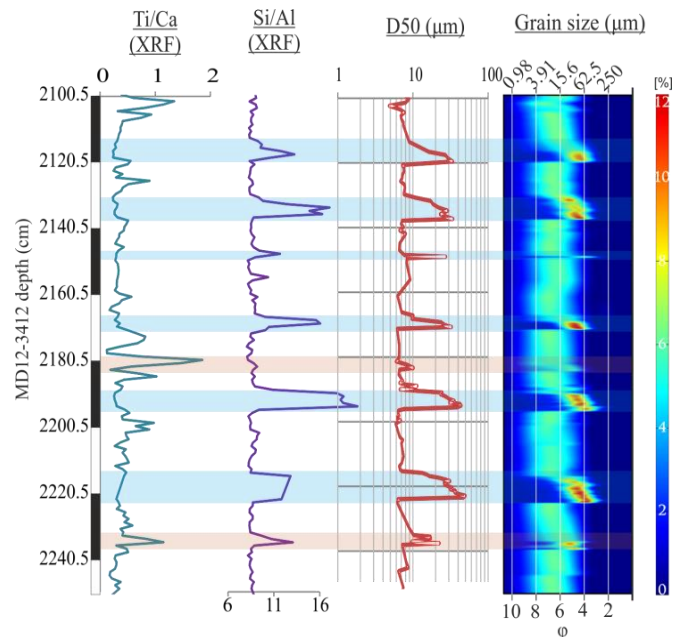 Ti/Ca
(XRF)
Si/Al
(XRF)
D50 (μm)
Grain size (μm)
0 1 2
1 10 100
0.98 3.91 15.6 62.5 250
[%]
12
10
8
6
4
2
0
MD12-3412 depth (cm)
2100.5
2120.5
2140.5
2160.5
2180.5
2200.5
2220.5
2240.5
6 11 16
10 8 6 4 2
φ